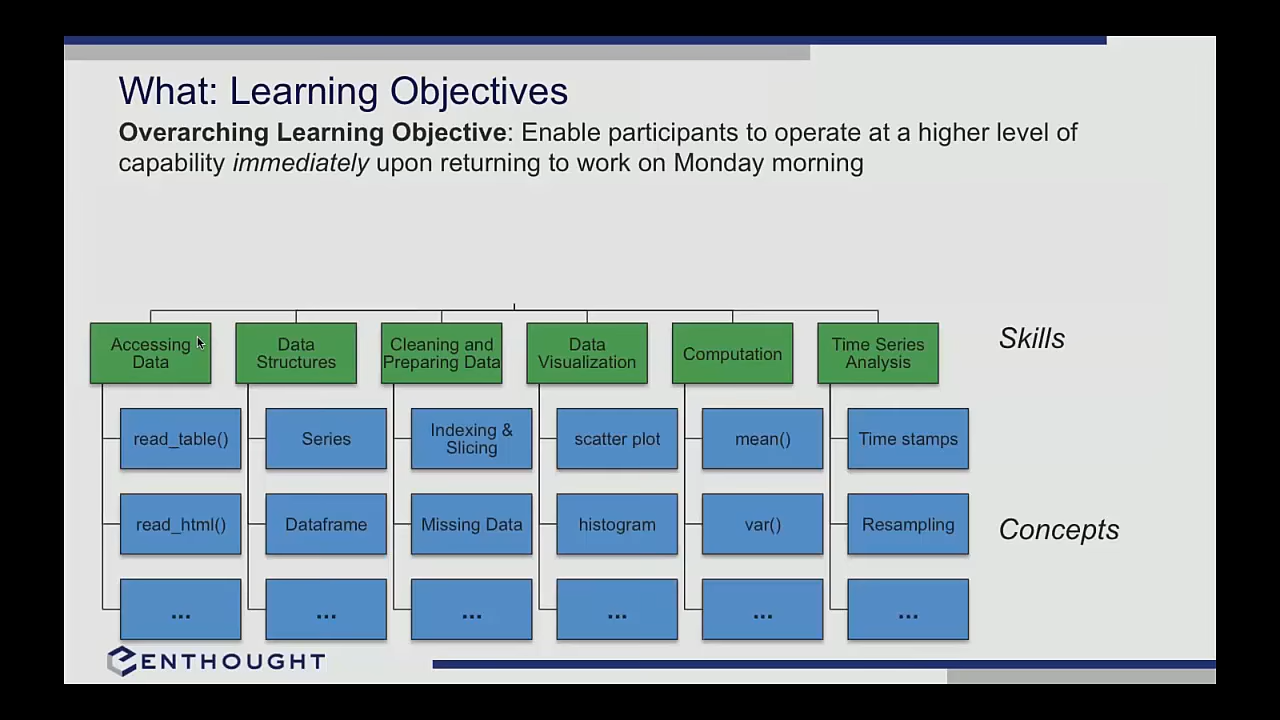 What: Learning Objectives
Overarching Learning Objective: Enable participants to operate at a higher level of
capability immediately upon returning to work on Monday morning
Accessing
Data
Data
Structures
Cleaning and
Preparing Data
Data
Visualization
Computation
Time Series
Analysis
Skills
read_table()
Series
Indexing &
Slicing
scatter plot
mean()
Time stamps
read_html()
Dataframe
Missing Data
histogram
var()
Resampling
Concepts
...
...
...
...
...
...
ENTHOUGHT